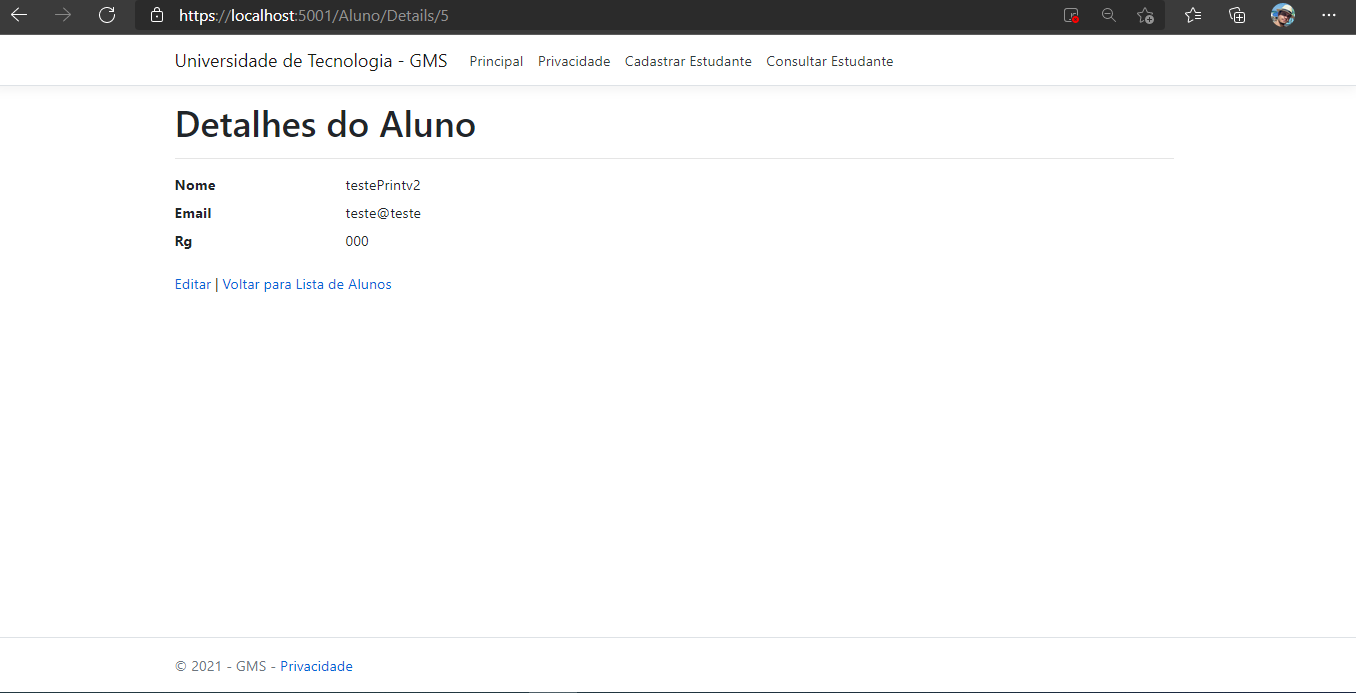 https://localhost:5001/Aluno/Details/5
Universidade de Tecnologia - GMS Principal Privacidade Cadastrar Estudante Consultar Estudante
Detalhes do Aluno
Nome testePrintv2
Email teste@teste
Rg 000
Editar | Voltar para Lista de Alunos
© 2021 - GMS - Privacidade